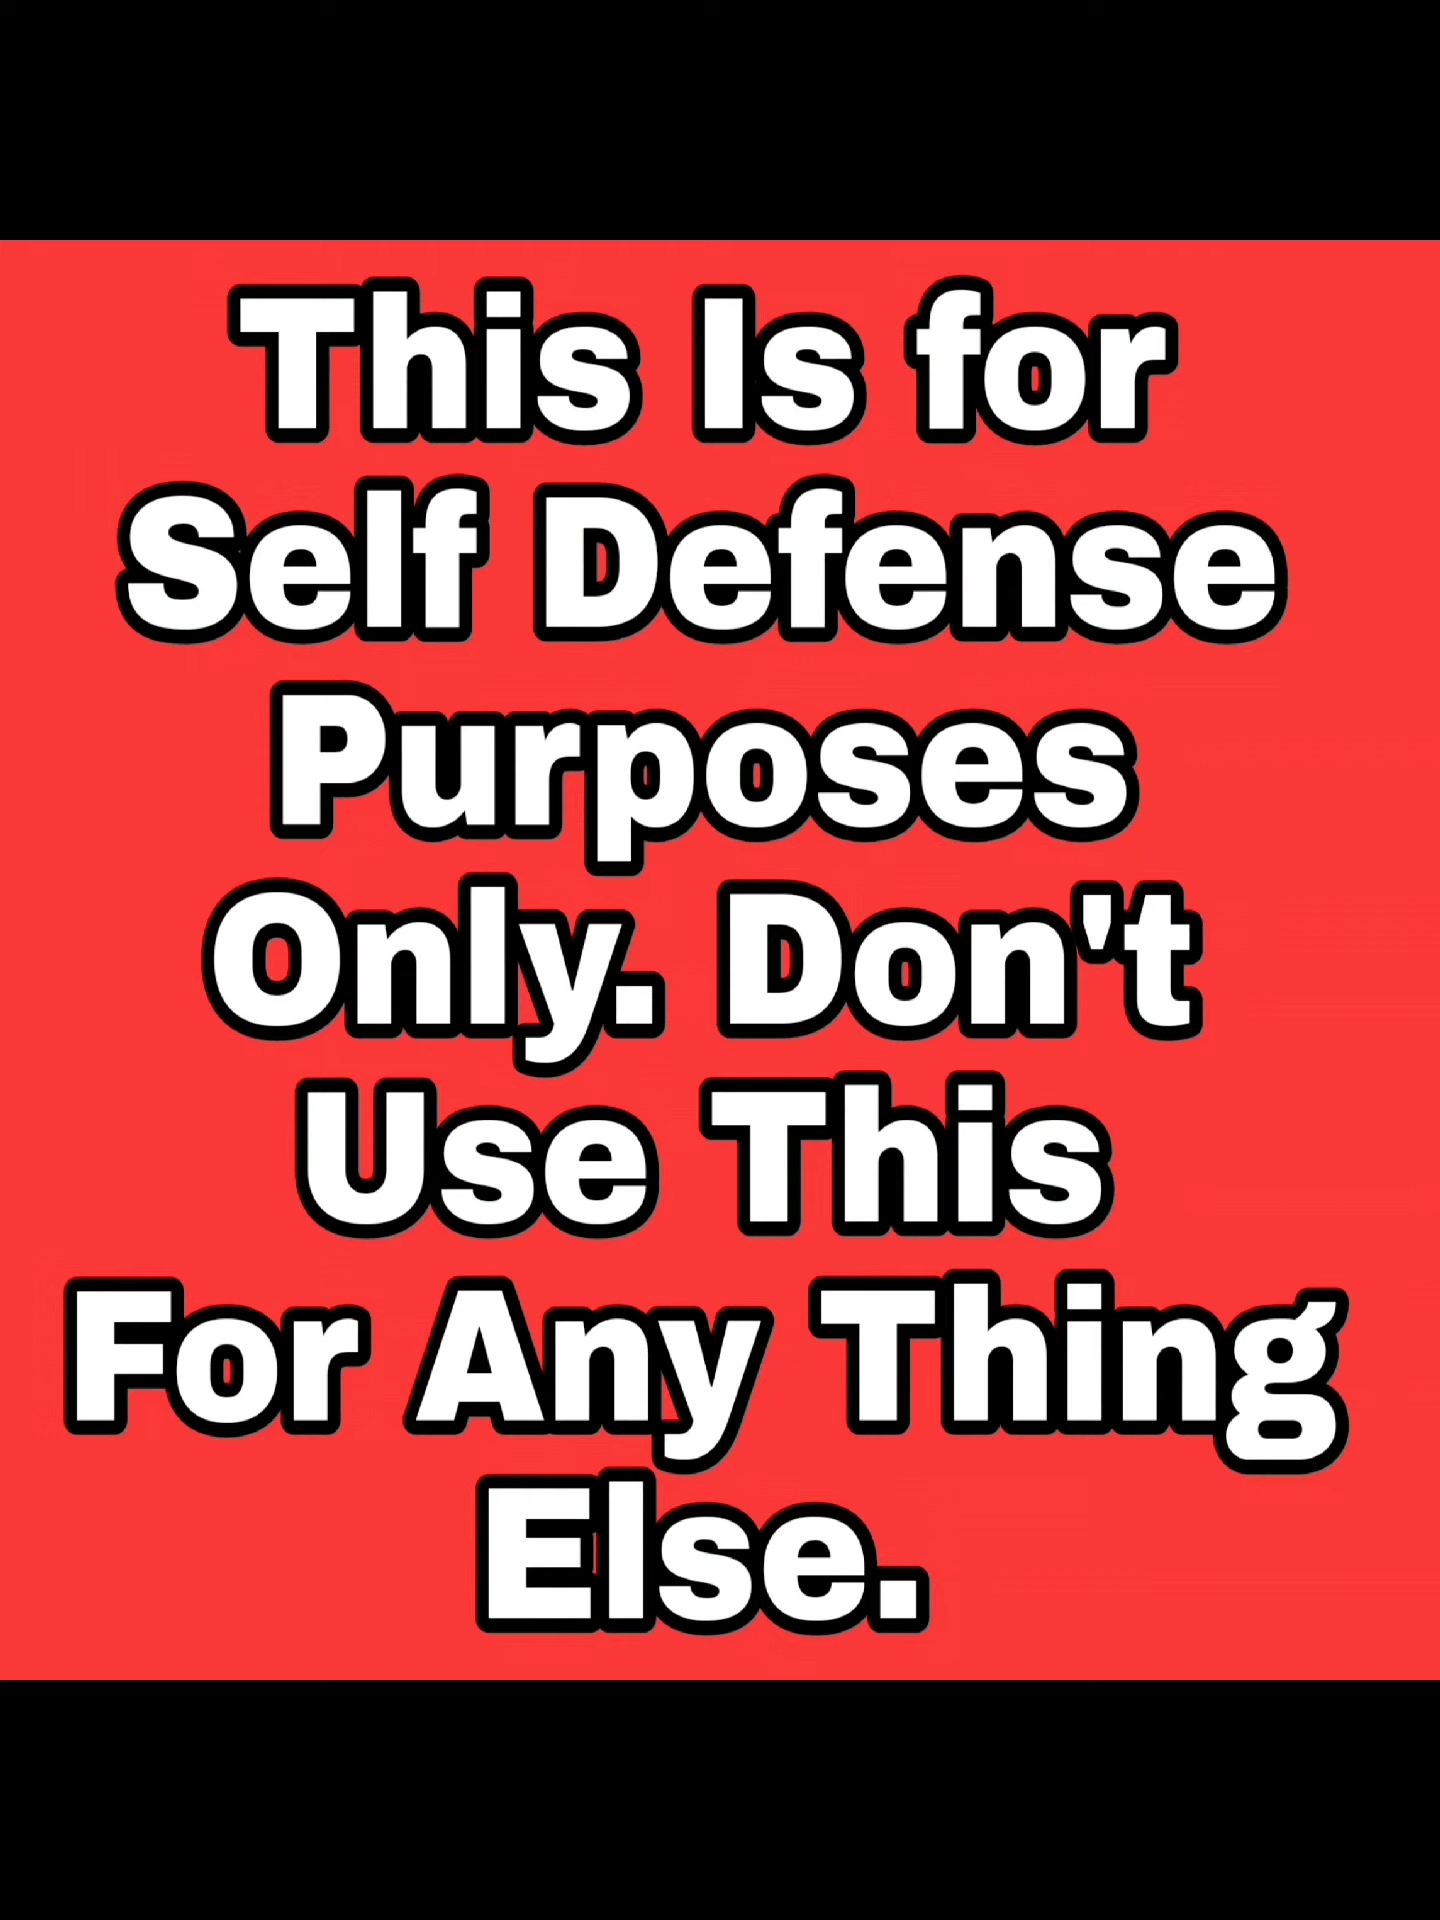 This Is for
Self Defense
Purposes
Only. Don't
Use This
For Any Thing
Else.